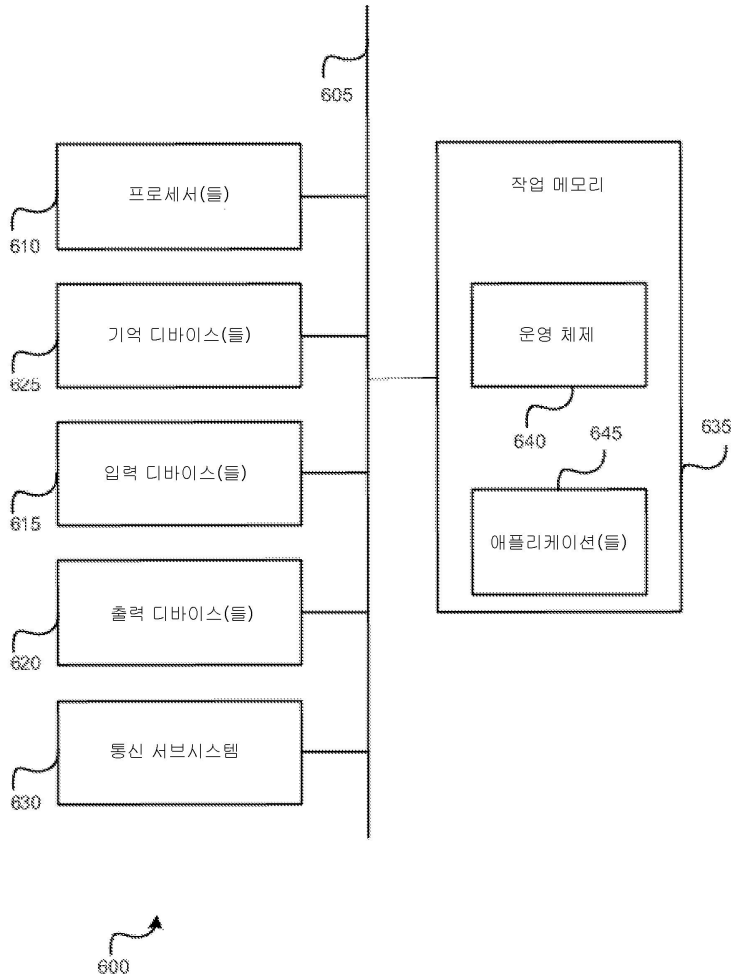 605
프로세서(들)
610
기억 디바이스(들)
625
입력 디바이스(들)
615
출력 디바이스(들)
620
통신 서브시스템
630
작업 메모리
운영 체제
640
645
635
애플리케이션(들)
600